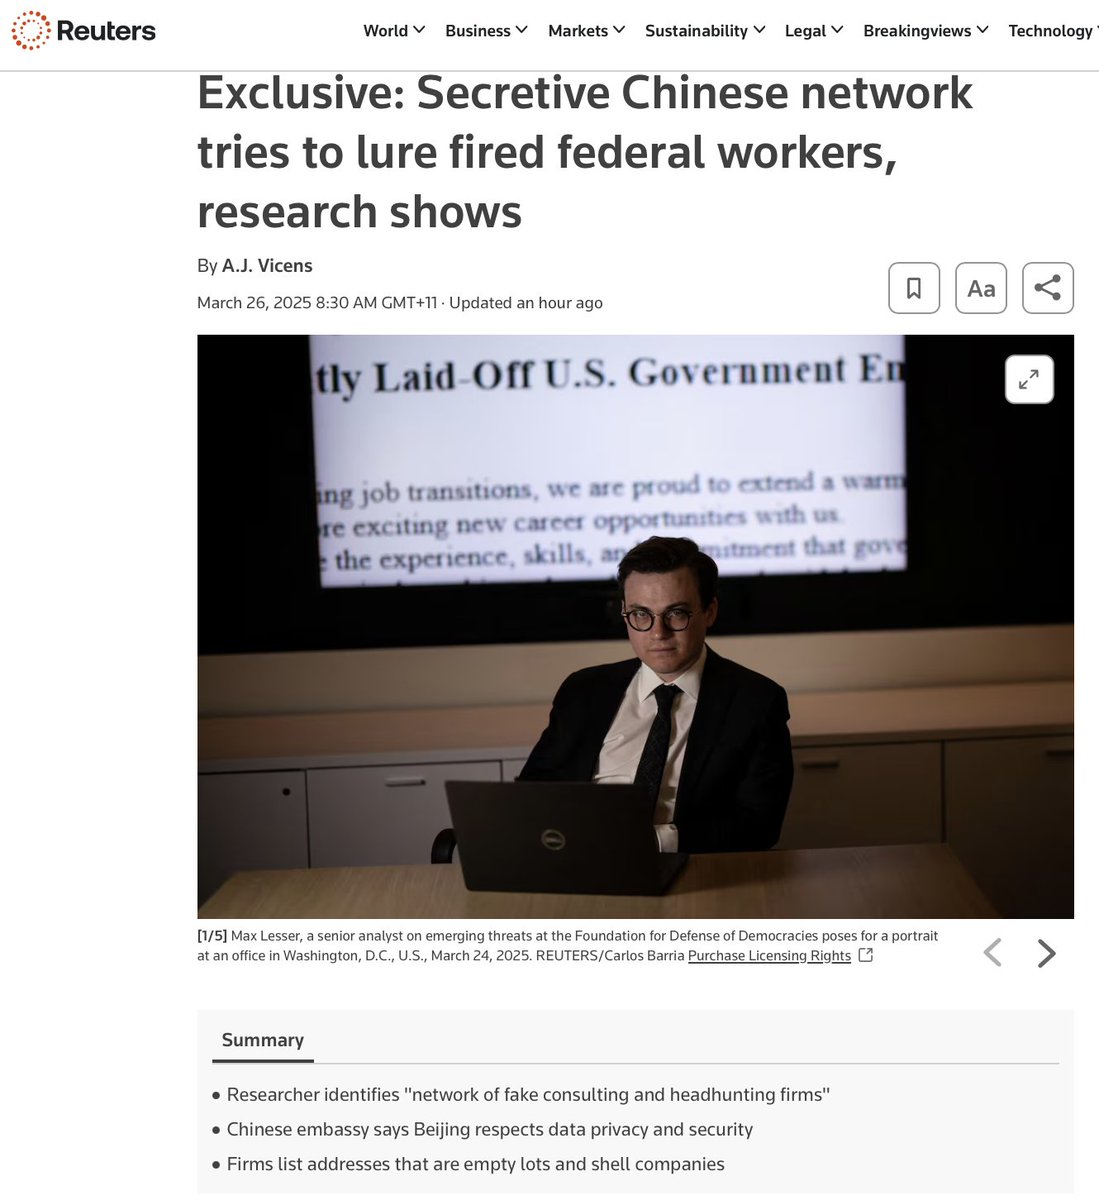 Reuters
World Business Markets Sustainability Legal Breakingviews Technology
Exclusive: Secretive Chinese network
tries to lure fired federal workers,
research shows
By A.J. Vicens
March 26, 2025 8:30 AM GMT+11 · Updated an hour ago
Aa
tly Laid-Off U.S. Government En
ing job transitions, we are proud to extend a warm
re exciting new career opportunities with us.
the experience, skills, an mitment that gove
DELL
[1/5] Max Lesser, a senior analyst on emerging threats at the Foundation for Defense of Democracies poses for a portrait
at an office in Washington, D.C., U.S., March 24, 2025. REUTERS/Carlos Barria Purchase Licensing Rights
Summary
• Researcher identifies "network of fake consulting and headhunting firms"
• Chinese embassy says Beijing respects data privacy and security
• Firms list addresses that are empty lots and shell companies